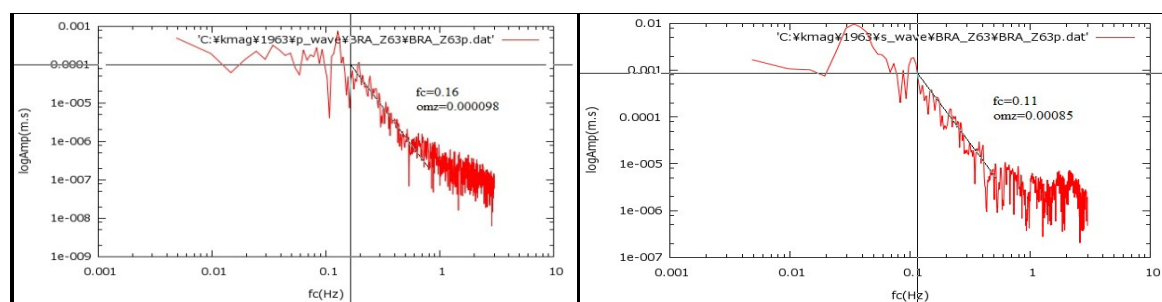 0.001
'C:¥kmag¥1963¥p_wave¥BRA_Z63¥BRA_Z63p.dat'
0.0001
fc=0.16
omz=0.000098
1e-005
1e-006
1e-007
1e-008
1e-009
logAmp(m.s)
0.001
0.01
0.1
1
10
fc(Hz)
0.01
'C:¥kmag¥1963¥s_wave¥BRA_Z63¥BRA_Z63p.dat'
0.001
fc=0.11
omz=0.00085
0.0001
1e-005
1e-006
1e-007
logAmp(m.s)
0.001
0.01
0.1
1
10
fc(Hz)